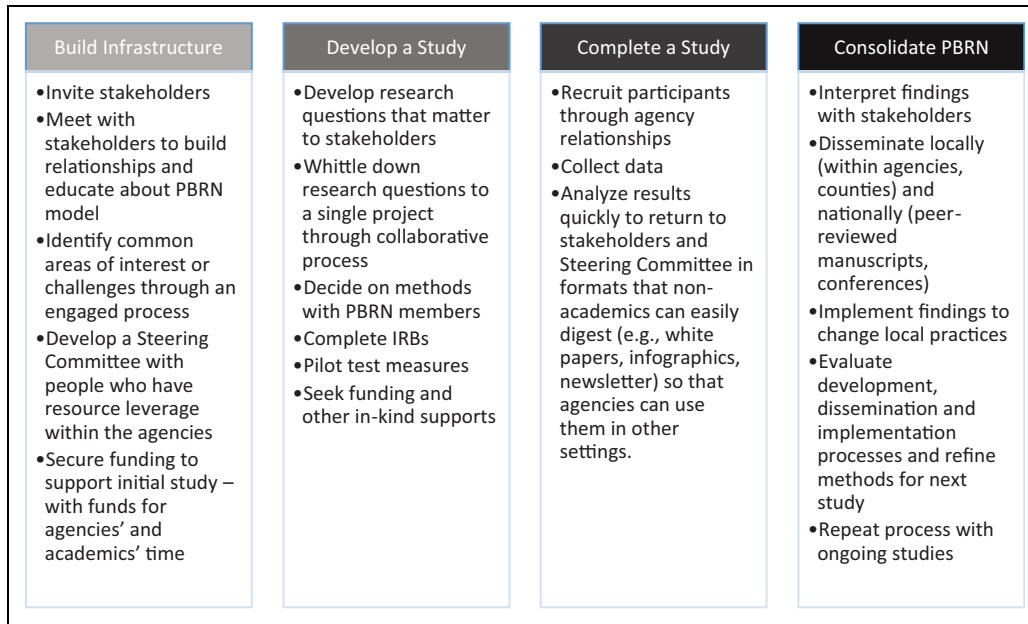 Build Infrastructure
•Invite stakeholders
•Meet with
stakeholders to build
relationships and
educate about PBRN
model
•Identify common
areas of interest or
challenges through an
engaged process
•Develop a Steering
Committee with
people who have
resource leverage
within the agencies
•Secure funding to
support initial study –
with funds for
agencies’ and
academics’ time
Develop a Study
•Develop research
questions that matter
to stakeholders
•Whittle down
research questions to
a single project
through collaborative
process
•Decide on methods
with PBRN members
•Complete IRBs
•Pilot test measures
•Seek funding and
other in-kind supports
Complete a Study
•Recruit participants
through agency
relationships
•Collect data
•Analyze results
quickly to return to
stakeholders and
Steering Committee in
formats that non-
academics can easily
digest (e.g., white
papers, infographics,
newsletter) so that
agencies can use
them in other
settings.
Consolidate PBRN
•Interpret findings
with stakeholders
•Disseminate locally
(within agencies,
counties) and
nationally (peer-
reviewed
manuscripts,
conferences)
•Implement findings to
change local practices
•Evaluate
development,
dissemination and
implementation
processes and refine
methods for next
study
•Repeat process with
ongoing studies